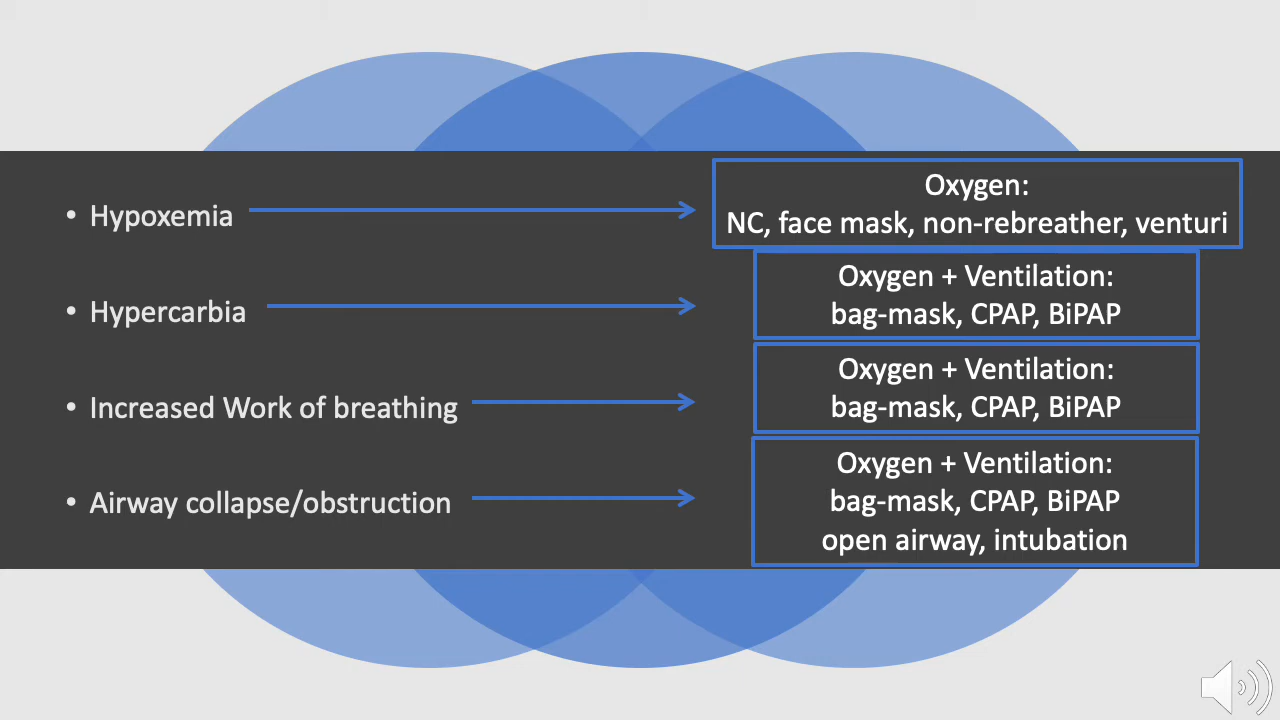 • Hypoxemia
Oxygen:
NC, face mask, non-rebreather, venturi
• Hypercarbia
Oxygen + Ventilation:
bag-mask, CPAP, BiPAP
• Increased Work of breathing
Oxygen + Ventilation:
bag-mask, CPAP, BiPAP
• Airway collapse/obstruction
Oxygen + Ventilation:
bag-mask, CPAP, BiPAP
open airway, intubation